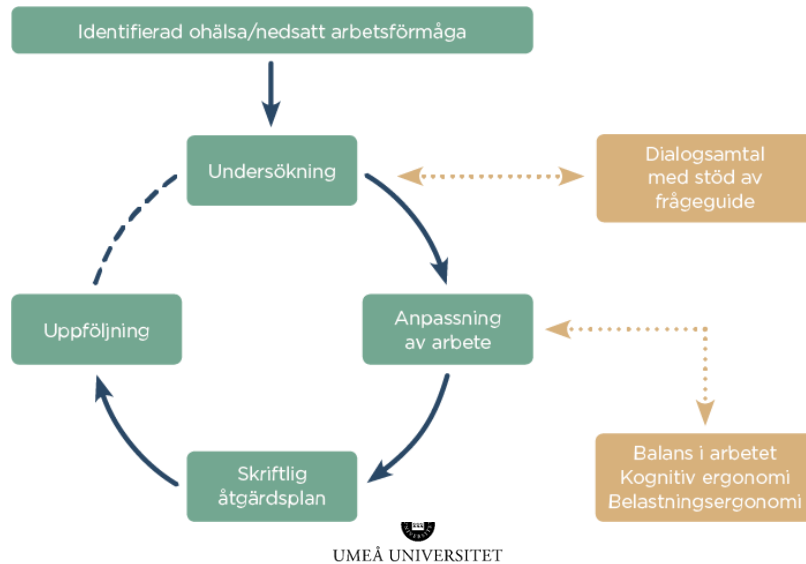 Identifierad ohälsa/nedsatt arbetsförmåga
Undersökning
Dialogsamtal
med stöd av
frågeguide
Uppföljning
Anpassning
av arbete
Skriftlig
åtgärdsplan
Balans i arbetet
Kognitiv ergonomi
Belastningsergonomi
UMEÅ UNIVERSITET